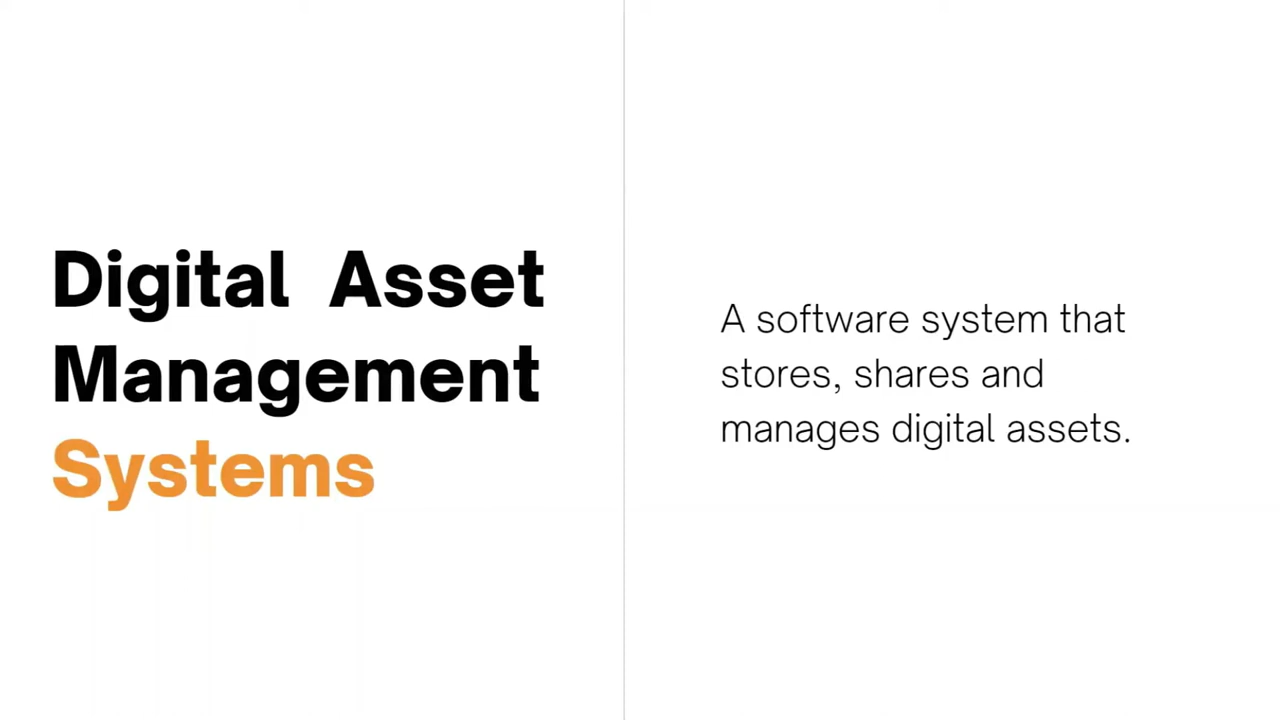 Digital Asset
Management
Systems
A software system that
stores, shares and
manages digital assets.